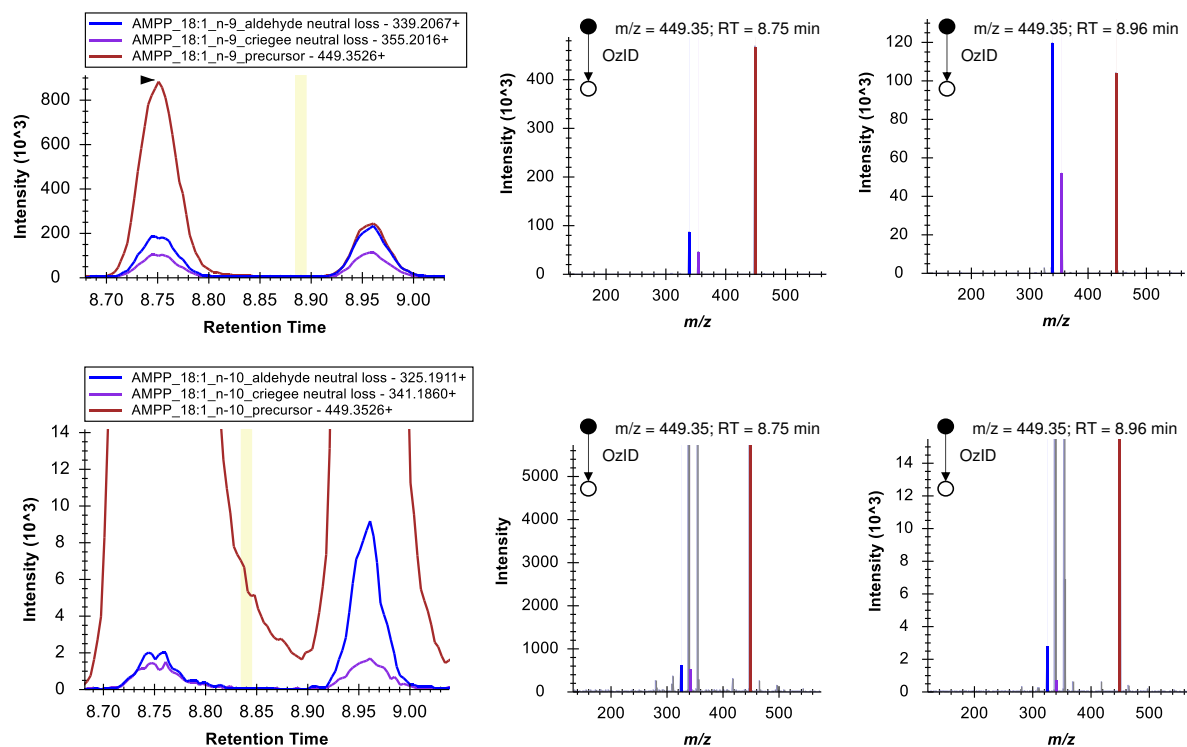 AMPP_18:1_n-9_aldehyde neutral loss - 339.2067+
AMPP_18:1_n-9_criegee neutral loss - 355.2016+
AMPP_18:1_n-9_precursor - 449.3526+
Intensity (10^3)
800
600
400
200
0
8.70 8.75 8.80 8.85 8.90 8.95 9.00
Retention Time
m/z = 449.35; RT = 8.75 min
OzID
Intensity (10^3)
400
300
200
100
0
200 300 400 500
m/z
m/z = 449.35; RT = 8.96 min
OzID
Intensity (10^3)
120
100
80
60
40
20
0
200 300 400 500
m/z
AMPP_18:1_n-10_aldehyde neutral loss - 325.1911+
AMPP_18:1_n-10_criegee neutral loss - 341.1860+
AMPP_18:1_n-10_precursor - 449.3526+
Intensity (10^3)
14
12
10
8
6
4
2
0
8.70 8.75 8.80 8.85 8.90 8.95 9.00
Retention Time
m/z = 449.35; RT = 8.75 min
OzID
Intensity
5000
4000
3000
2000
1000
0
200 300 400 500
m/z
m/z = 449.35; RT = 8.96 min
OzID
Intensity (10^3)
14
12
10
8
6
4
2
0
200 300 400 500
m/z